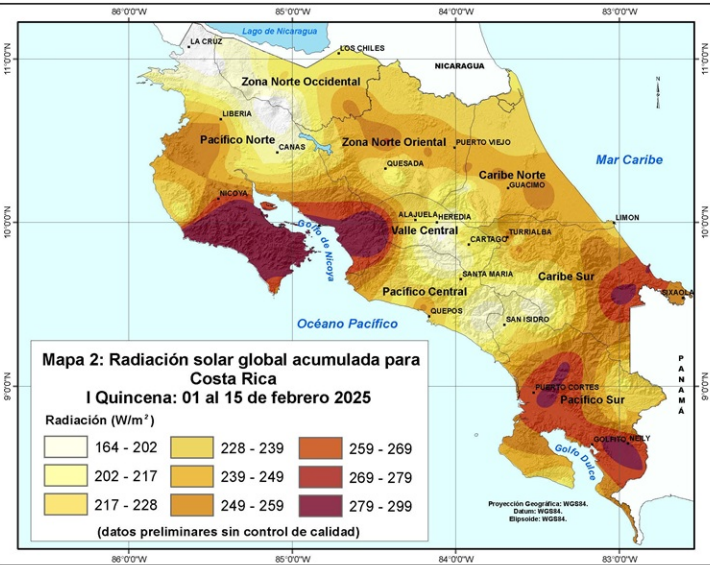 86°0'0"W 85°0'0"W 84°0'0"W 83°0'0"W
Lago de Nicaragua
LA CRUZ
LOS CHILES
11°0'0"N
11°0'0"N
NICARAGUA
N
Zona Norte Occidental
LIBERIA
Pacífico Norte
CAÑAS
Zona Norte Oriental
PUERTO VIEJO
Mar Caribe
QUESADA
Caribe Norte
GUACIMO
NICOYA
ALAJUELA
HEREDIA
LIMON
10°0'0"N
10°0'0"N
Golfo de Nicoya
Valle Central
CARTAGO
TURRIALBA
SANTA MARIA
Caribe Sur
SIXAOLA
Pacífico Central
QUEPOS
SAN ISIDRO
Océano Pacífico
PANAMÁ
9°0'0"N
9°0'0"N
PUERTO CORTES
Pacífico Sur
GOLFITO
NEILY
Golfo Dulce
Mapa 2: Radiación solar global acumulada para
Costa Rica
I Quincena: 01 al 15 de febrero 2025
Radiación (W/m²)
164 - 202 228 - 239 259 - 269
202 - 217 239 - 249 269 - 279
217 - 228 249 - 259 279 - 299
(datos preliminares sin control de calidad)
Proyección Geográfica: WGS84.
Datum: WGS84.
Elipsoide: WGS84.
86°0'0"W 85°0'0"W 84°0'0"W 83°0'0"W